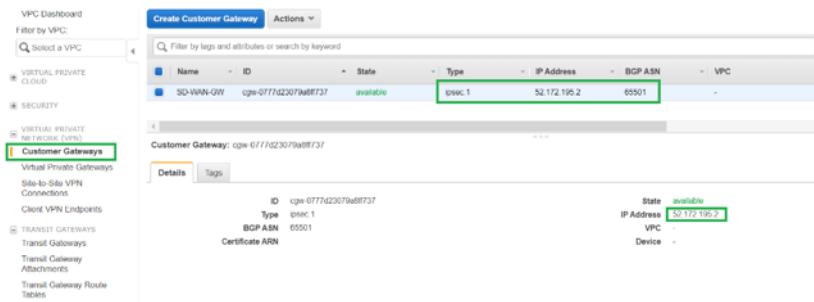 VPC Dashboard
Filter by VPC:
Select a VPC
VIRTUAL PRIVATE
CLOUD
SECURITY
VIRTUAL PRIVATE
NETWORK (VPN)
Customer Gateways
Virtual Private Gateways
Site-to-Site VPN
Connections
Client VPN Endpoints
TRANSIT GATEWAYS
Transit Gateways
Transit Gateway
Attachments
Transit Gateway Route
Tables
Create Customer Gateway Actions
Filter by tags and attributes or search by keyword
Name ID State Type IP Address BGP ASN VPC
SD-WAN-GW cgw-0777d23079a8ff737 available ipsec.1 52.172.195.2 65501 -
Customer Gateway: cgw-0777d23079a8ff737
Details Tags
ID cgw-0777d23079a8ff737 State available
Type ipsec.1 IP Address 52.172.195.2
BGP ASN 65501 VPC -
Certificate ARN Device -